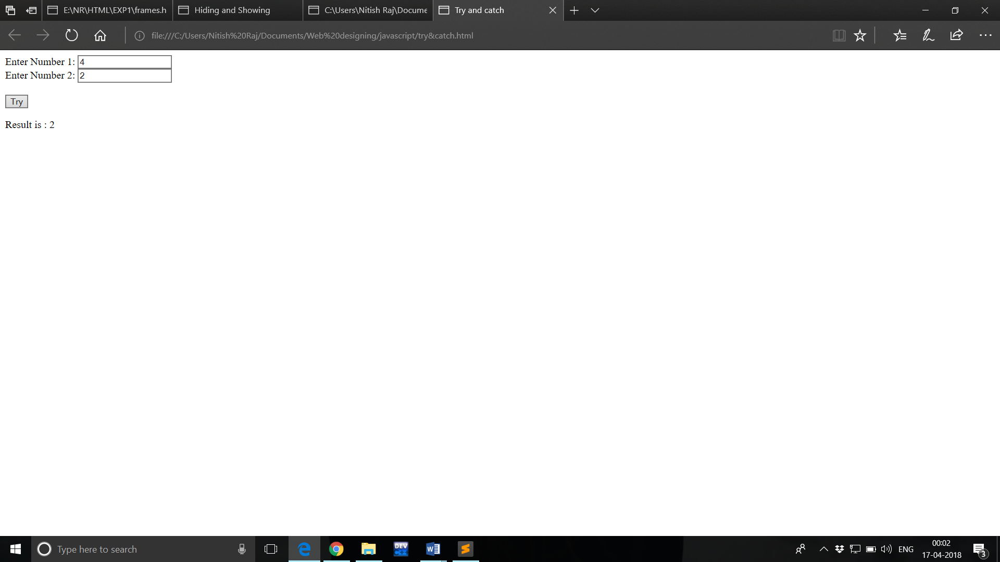 E:\NR\HTML\EXP1\frames.h
Hiding and Showing
C:\Users\Nitish Raj\Docume
Try and catch
file:///C:/Users/Nitish%20Raj/Documents/Web%20designing/javascript/try&catch.html
Enter Number 1: 4
Enter Number 2: 2
Try
Result is : 2
Type here to search
DEV
C++
W
ENG
00:02
17-04-2018
3